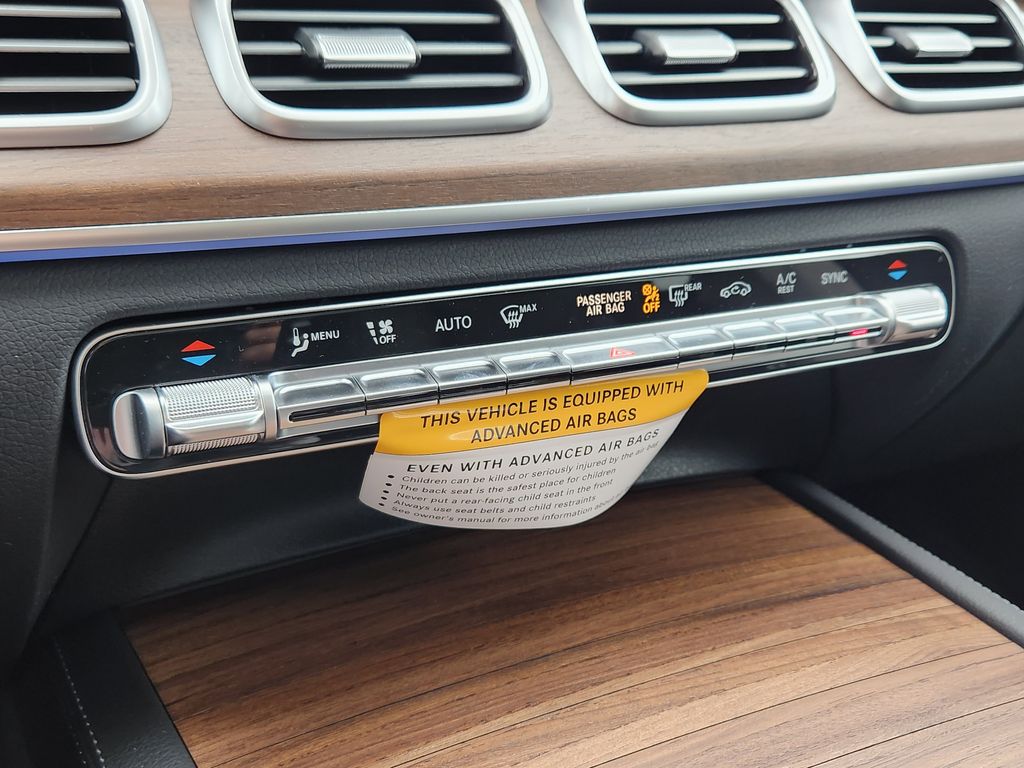 MENU
OFF
AUTO
MAX
PASSENGER
AIR BAG
OFF
REAR
A/C
REST
SYNC
THIS VEHICLE IS EQUIPPED WITH
ADVANCED AIR BAGS
EVEN WITH ADVANCED AIR BAGS
• Children can be killed or seriously injured by the air bag
• The back seat is the safest place for children
• Never put a rear-facing child seat in the front
• Always use seat belts and child restraints
• See owner's manual for more information about